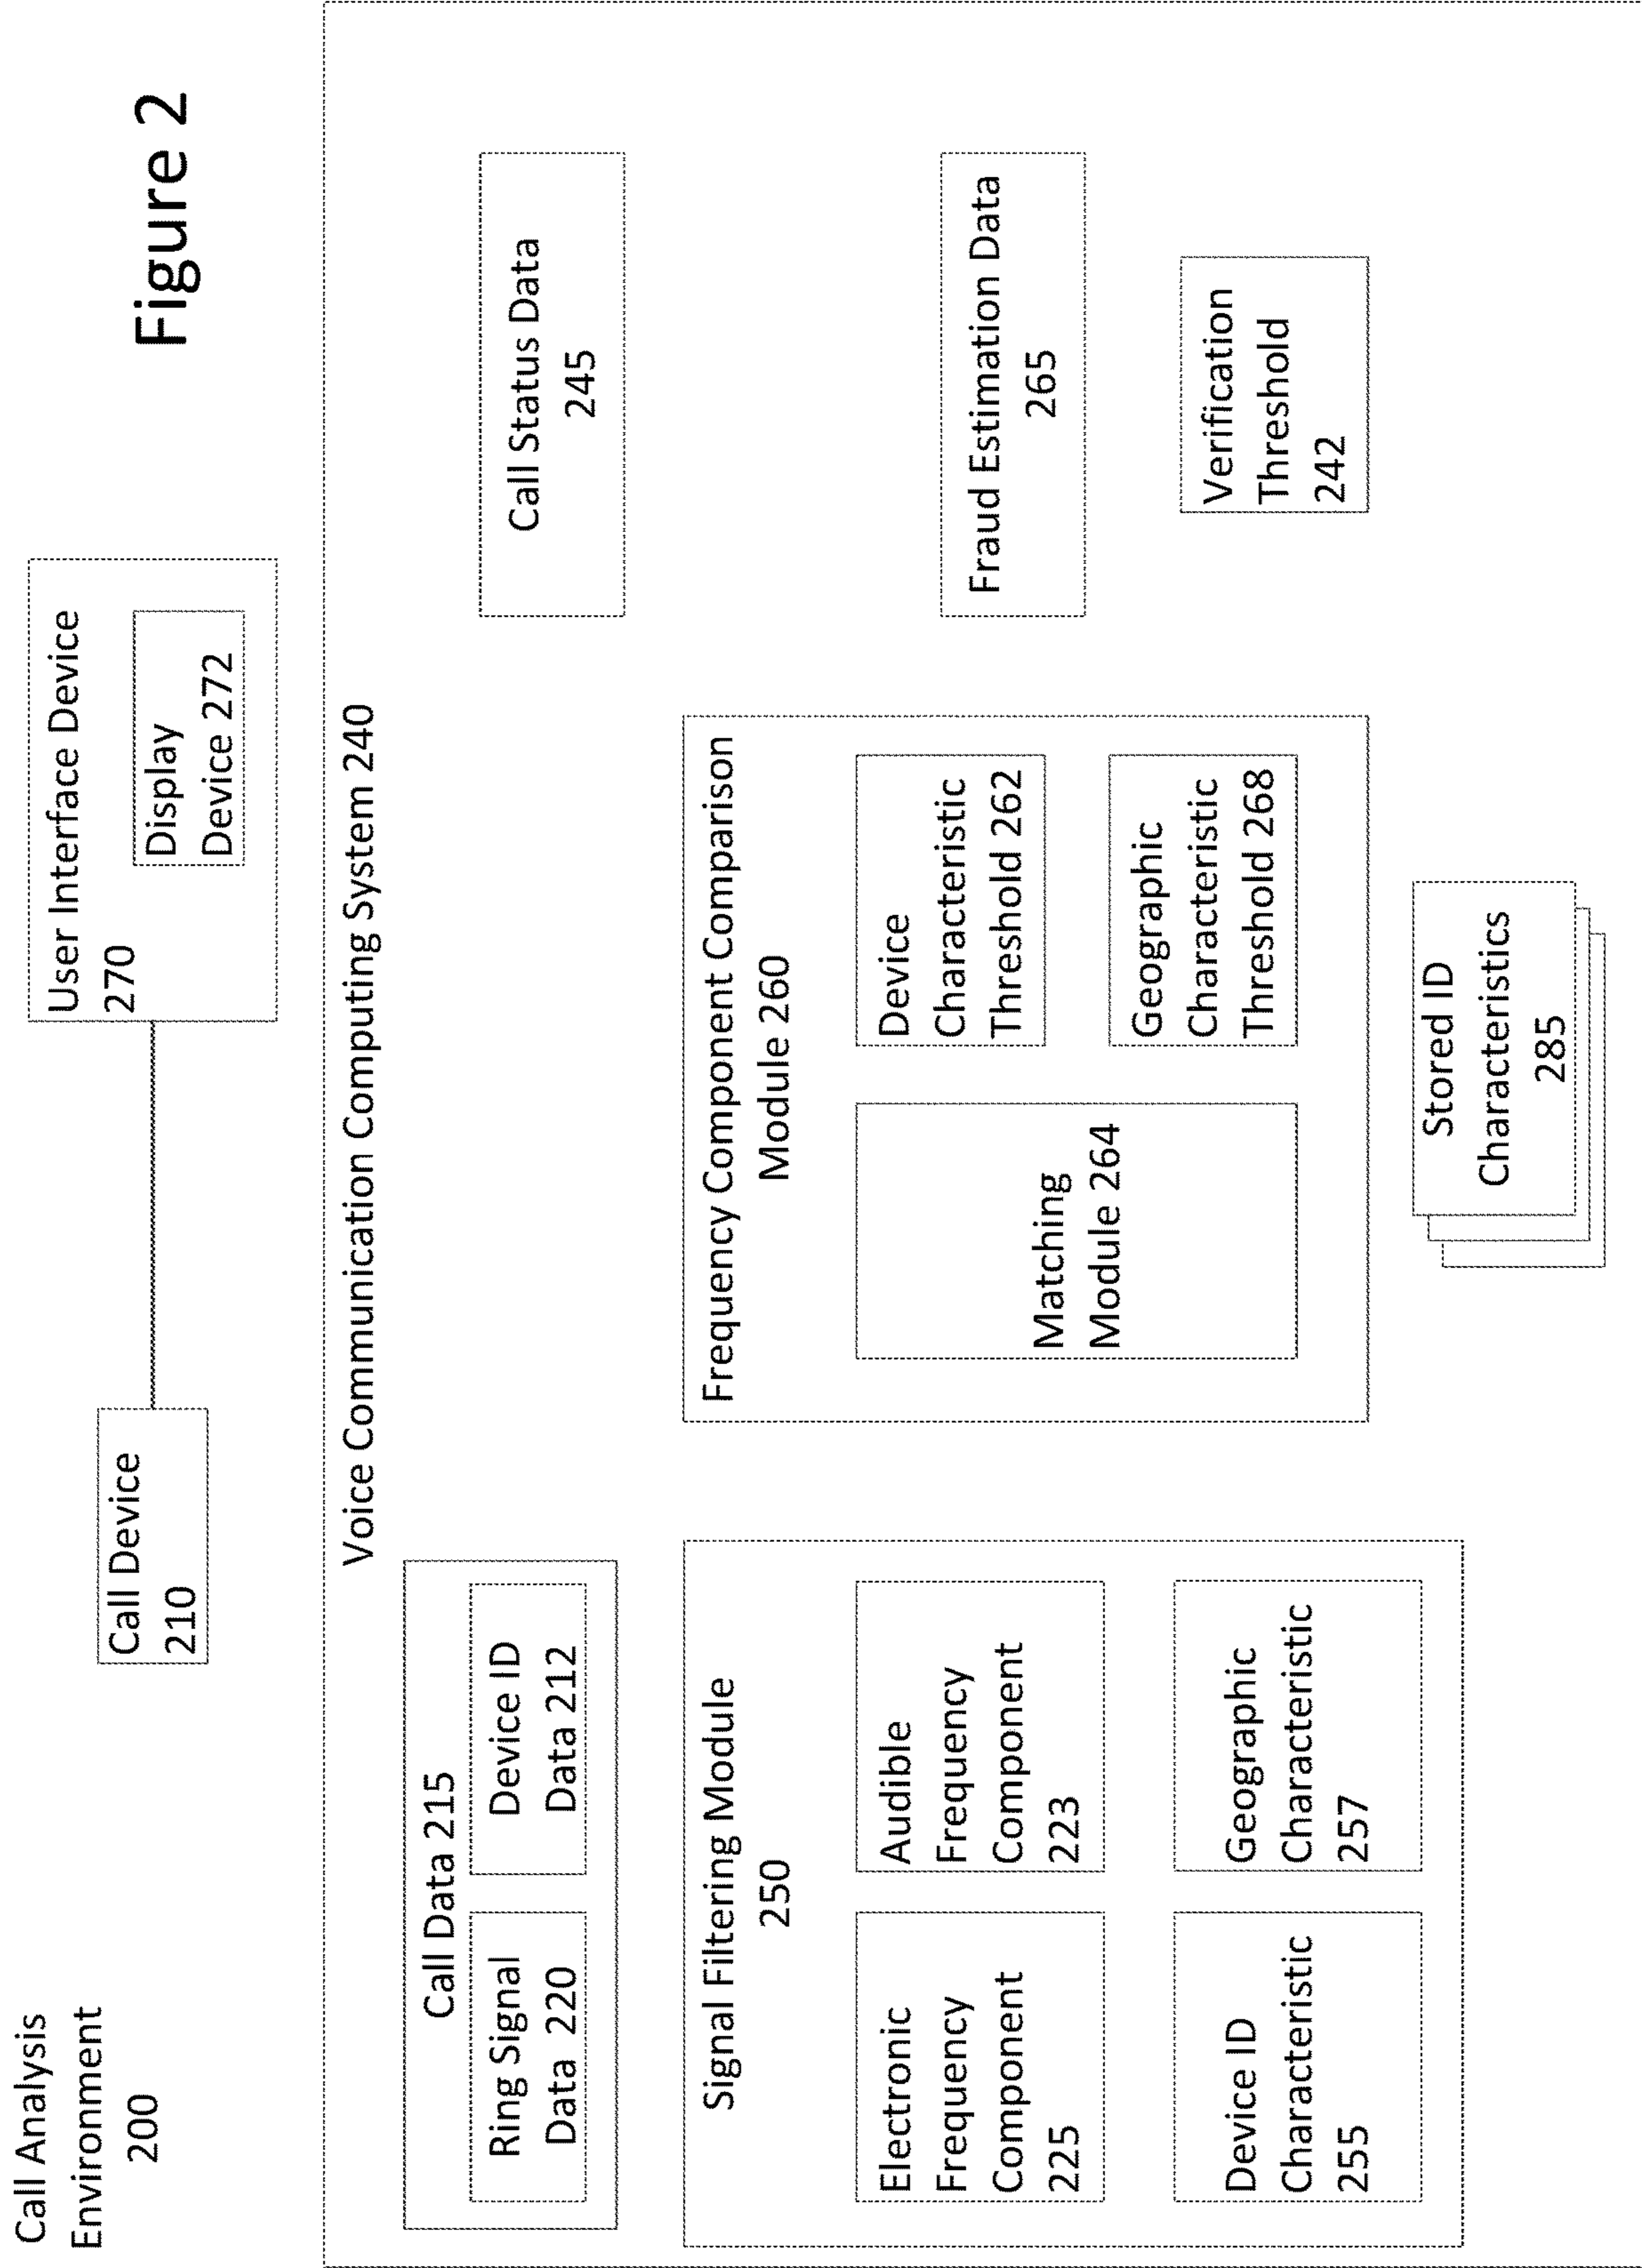 Call Analysis
Environment
200
Call Device
210
User Interface Device
270
Display
Device 272
Figure 2
Voice Communication Computing System 240
Call Data 215
Ring Signal
Data 220
Device ID
Data 212
Call Status Data
245
Signal Filtering Module
250
Electronic
Frequency
Component
225
Audible
Frequency
Component
223
Device ID
Characteristic
255
Geographic
Characteristic
257
Frequency Component Comparison
Module 260
Matching
Module 264
Device
Characteristic
Threshold 262
Geographic
Characteristic
Threshold 268
Fraud Estimation Data
265
Verification
Threshold
242
Stored ID
Characteristics
285